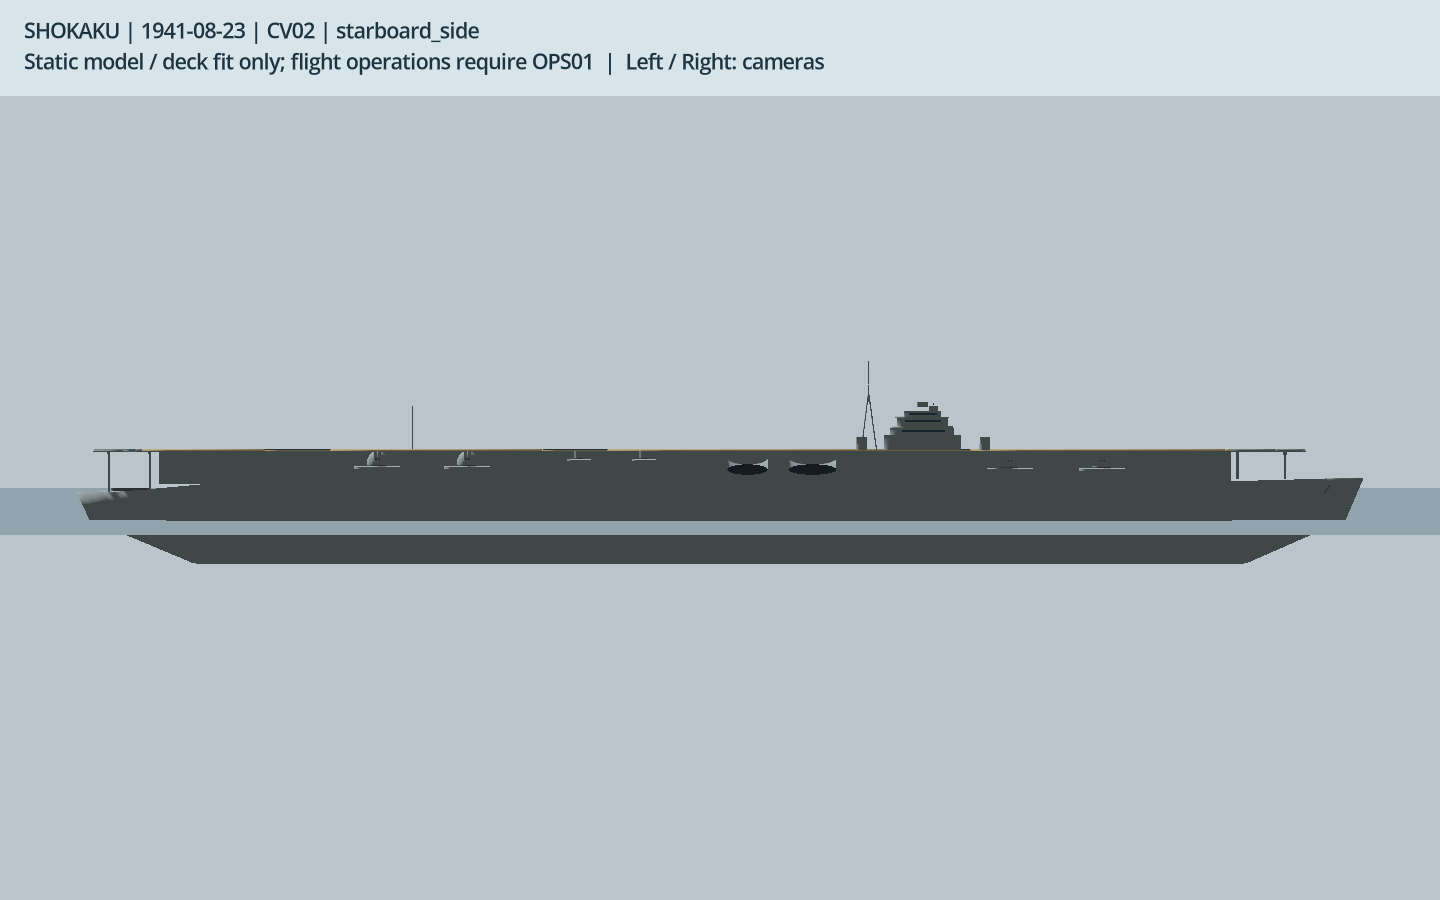 SHOKAKU | 1941-08-23 | CV02 | starboard_side
Static model / deck fit only; flight operations require OPS01 | Left / Right: cameras